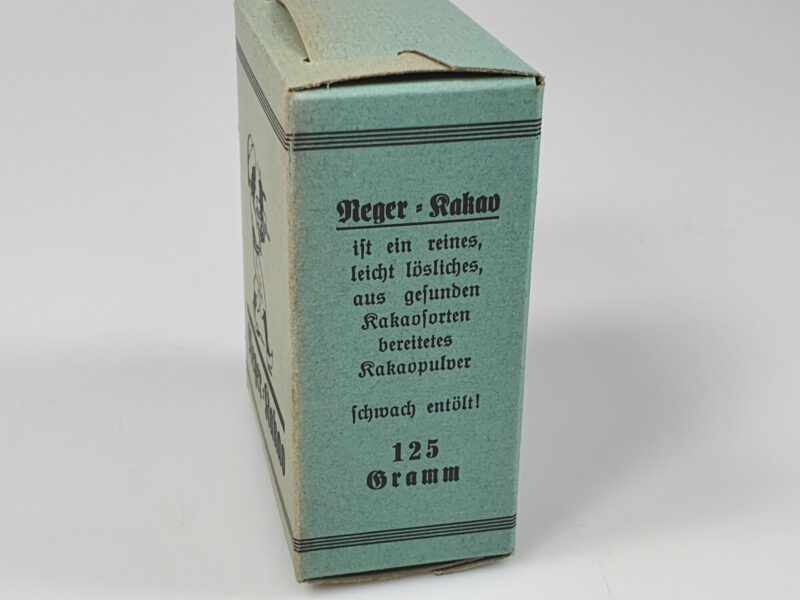 Neger-Kakao
iſt ein reines,
leicht lösliches,
aus geſunden
Kakaoſorten
bereitetes
Kakaopulver
ſchwach entölt!
125
Gramm